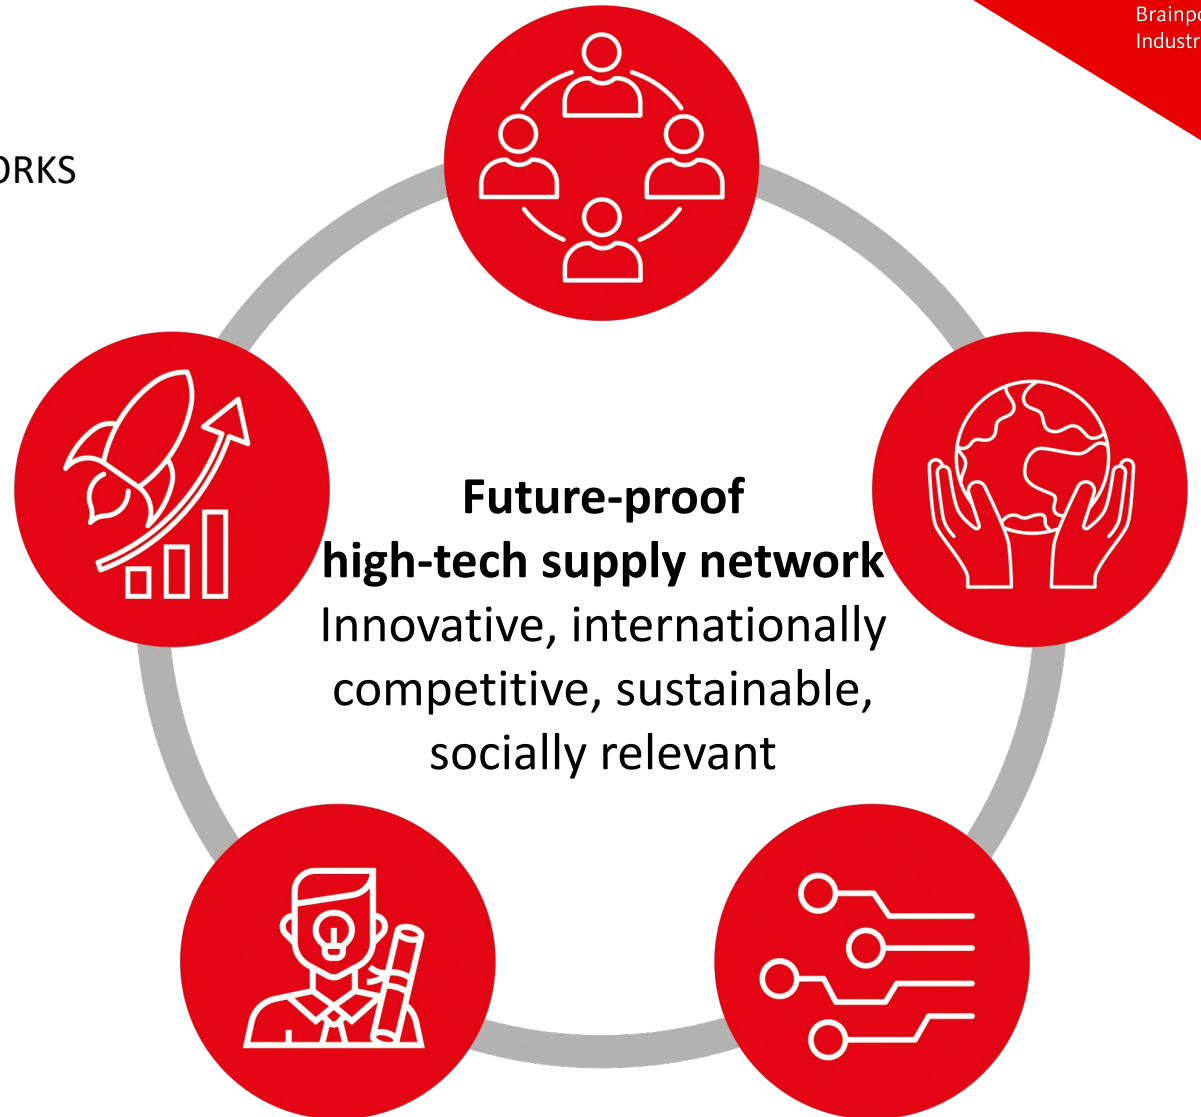 ORKS
Future-proof
high-tech supply network
Innovative, internationally
competitive, sustainable,
socially relevant